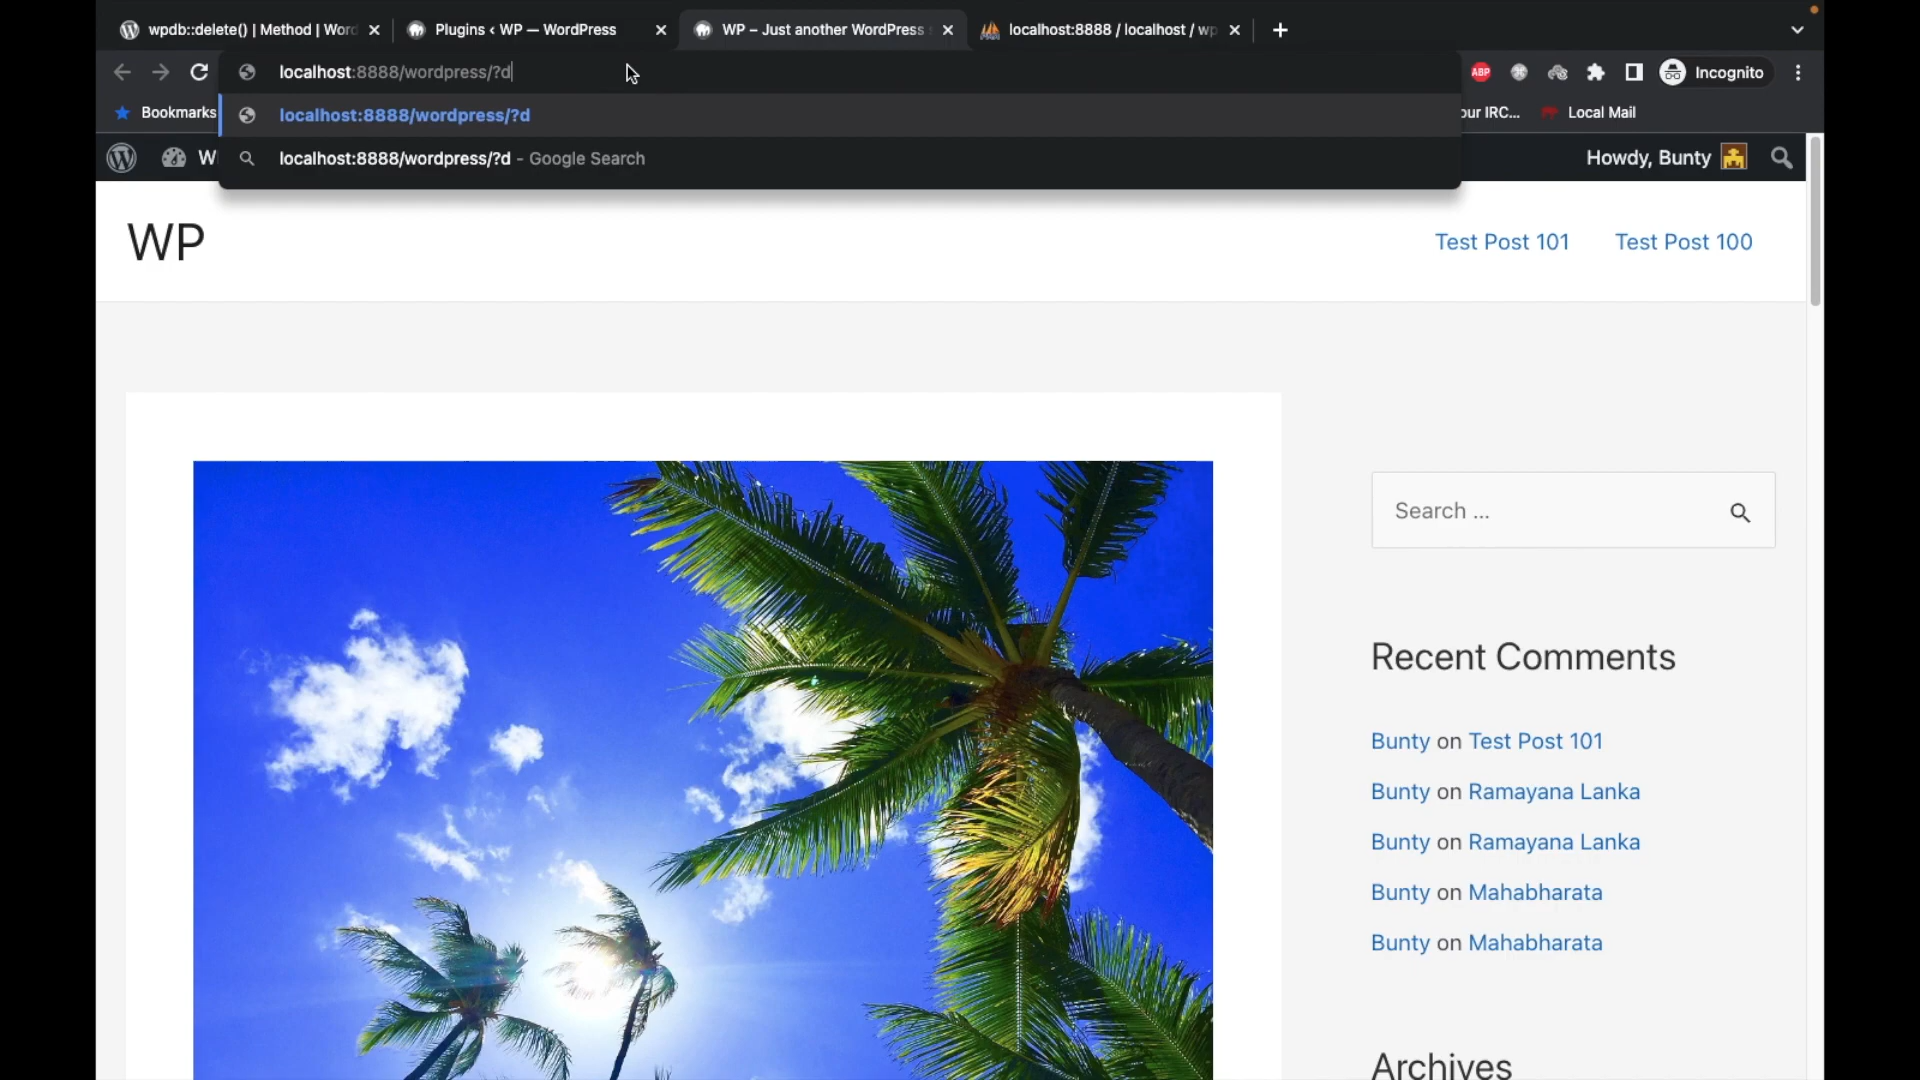 wpdb::delete() | Method | Word
Plugins ‹ WP — WordPress
WP – Just another WordPress s
localhost:8888 / localhost / wp
localhost:8888/wordpress/?d
Incognito
Bookmarks
localhost:8888/wordpress/?d
our IRC...
Local Mail
W
localhost:8888/wordpress/?d - Google Search
Howdy, Bunty
WP
Test Post 101
Test Post 100
Search ...
Recent Comments
Bunty on Test Post 101
Bunty on Ramayana Lanka
Bunty on Ramayana Lanka
Bunty on Mahabharata
Bunty on Mahabharata
Archives
ABP